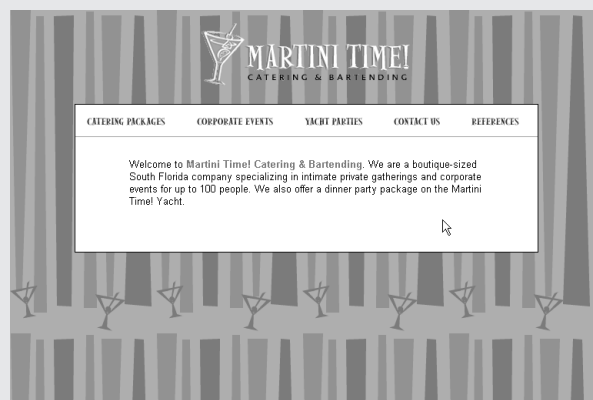 MARTINI TIME!
CATERING & BARTENDING
CATERING PACKAGES CORPORATE EVENTS YACHT PARTIES CONTACT US REFERENCES
Welcome to Martini Time! Catering & Bartending. We are a boutique-sized
South Florida company specializing in intimate private gatherings and corporate
events for up to 100 people. We also offer a dinner party package on the Martini
Time! Yacht.